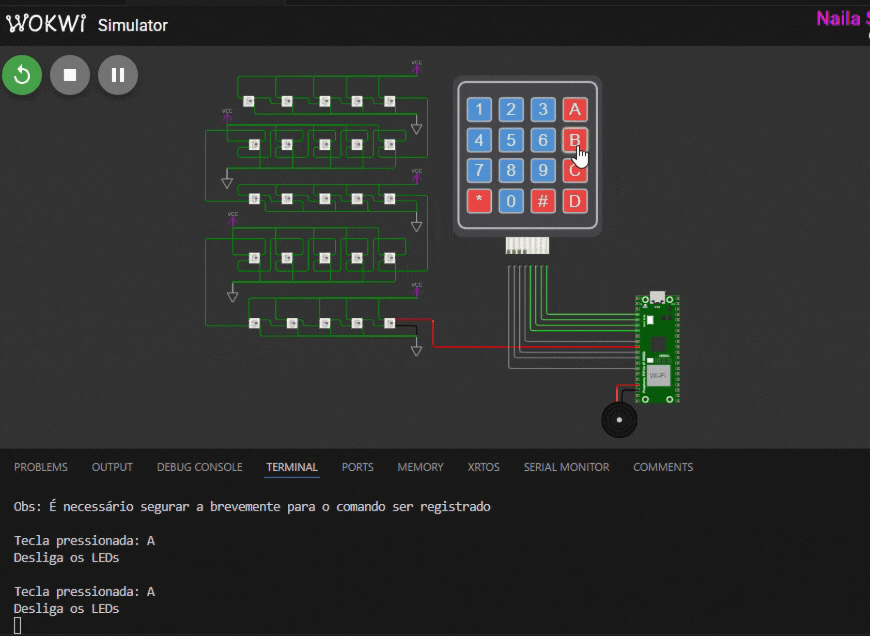 WOKWI Simulator
Naila S
VCC
VCC
VCC
VCC
VCC
1 2 3 A
4 5 6 B
7 8 9 C
* 0 # D
PROBLEMS OUTPUT DEBUG CONSOLE TERMINAL PORTS MEMORY XRTOS SERIAL MONITOR COMMENTS
Obs: É necessário segurar a brevemente para o comando ser registrado
Tecla pressionada: A
Desliga os LEDs
Tecla pressionada: A
Desliga os LEDs